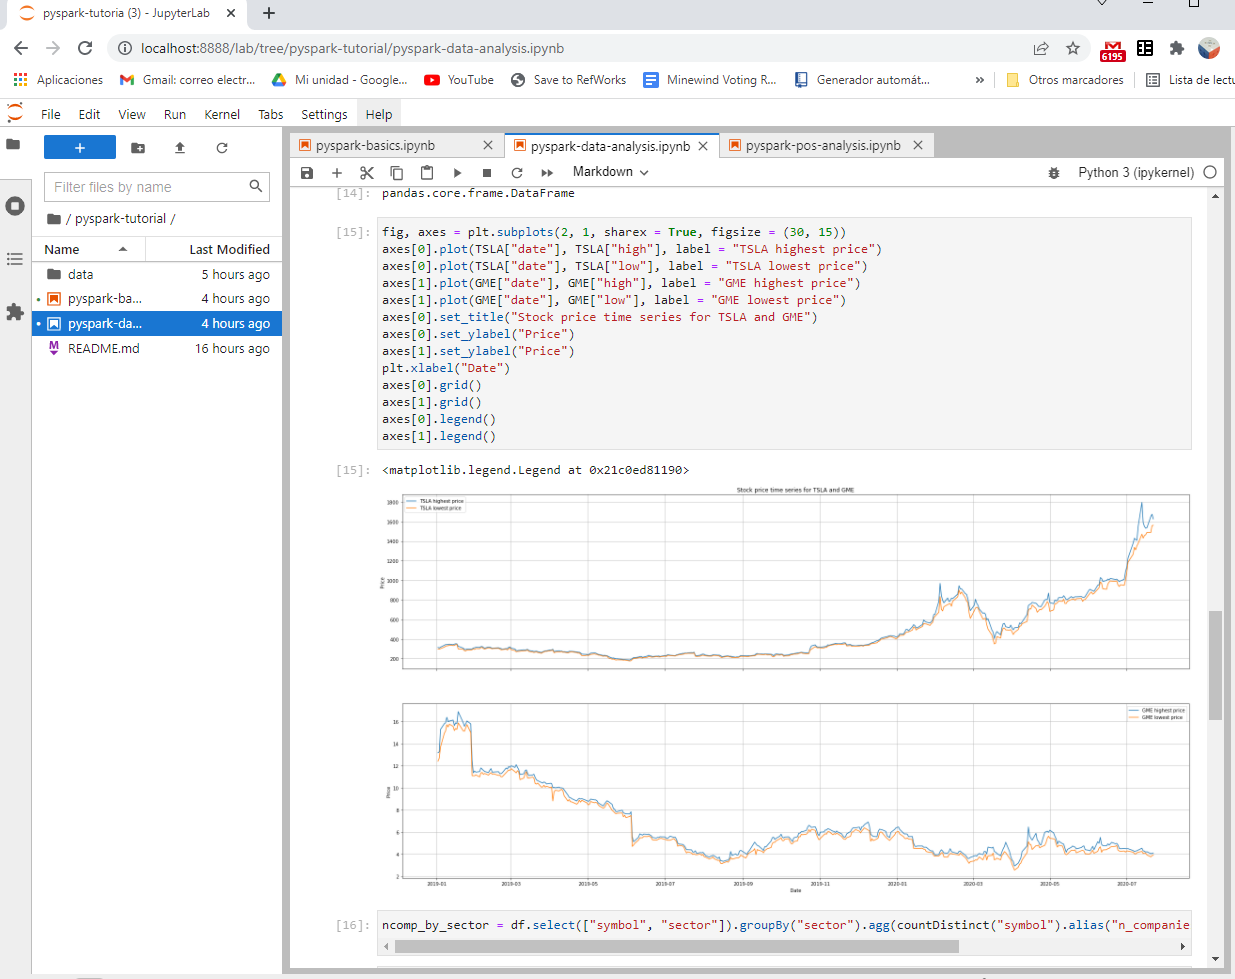 pyspark-tutoria (3) - JupyterLab
localhost:8888/lab/tree/pyspark-tutorial/pyspark-data-analysis.ipynb
6195
Aplicaciones
Gmail: correo electr...
Mi unidad - Google...
YouTube
Save to RefWorks
Minewind Voting R...
Generador automát...
»
Otros marcadores
Lista de lectu
File Edit View Run Kernel Tabs Settings Help
pyspark-basics.ipynb
pyspark-data-analysis.ipynb
pyspark-pos-analysis.ipynb
Markdown
Python 3 (ipykernel)
Filter files by name
/ pyspark-tutorial /
Name Last Modified
data 5 hours ago
pyspark-ba... 4 hours ago
pyspark-da... 4 hours ago
README.md 16 hours ago
[14]: pandas.core.frame.DataFrame
[15]: fig, axes = plt.subplots(2, 1, sharex = True, figsize = (30, 15))
axes[0].plot(TSLA["date"], TSLA["high"], label = "TSLA highest price")
axes[0].plot(TSLA["date"], TSLA["low"], label = "TSLA lowest price")
axes[1].plot(GME["date"], GME["high"], label = "GME highest price")
axes[1].plot(GME["date"], GME["low"], label = "GME lowest price")
axes[0].set_title("Stock price time series for TSLA and GME")
axes[0].set_ylabel("Price")
axes[1].set_ylabel("Price")
plt.xlabel("Date")
axes[0].grid()
axes[1].grid()
axes[0].legend()
axes[1].legend()
[15]: <matplotlib.legend.Legend at 0x21c0ed81190>
Stock price time series for TSLA and GME
TSLA highest price
TSLA lowest price
1800
1600
1400
1200
1000
800
600
400
200
Price
GME highest price
GME lowest price
16
14
12
10
8
6
4
2
Price
2019-01 2019-03 2019-05 2019-07 2019-09 2019-11 2020-01 2020-03 2020-05 2020-07
Date
[16]: ncomp_by_sector = df.select(["symbol", "sector"]).groupBy("sector").agg(countDistinct("symbol").alias("n_companie